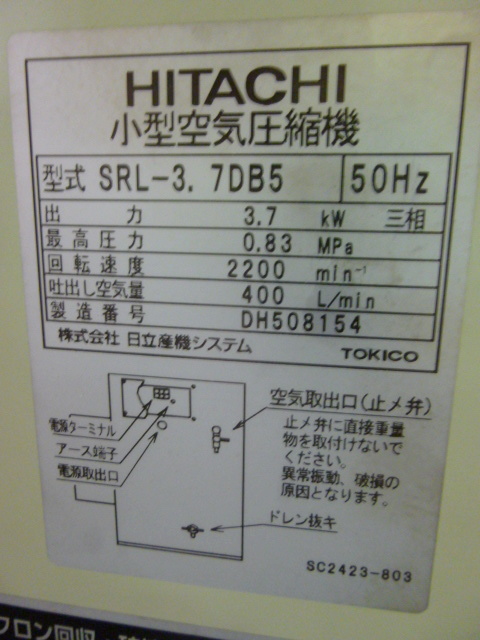 HITACHI
小型空気圧縮機
型式 SRL-3.7DB5 50Hz
出力 3.7 kW 三相
最高圧力 0.83 MPa
回転速度 2200 min⁻¹
吐出し空気量 400 L/min
製造番号 DH508154
株式会社 日立産機システム TOKICO
空気取出口(止メ弁)
止メ弁に直接重量
物を取付けないで
ください。
異常振動、破損の
原因となります。
電源ターミナル
アース端子
電源取出口
ドレン抜キ
SC2423-803
フロン回収